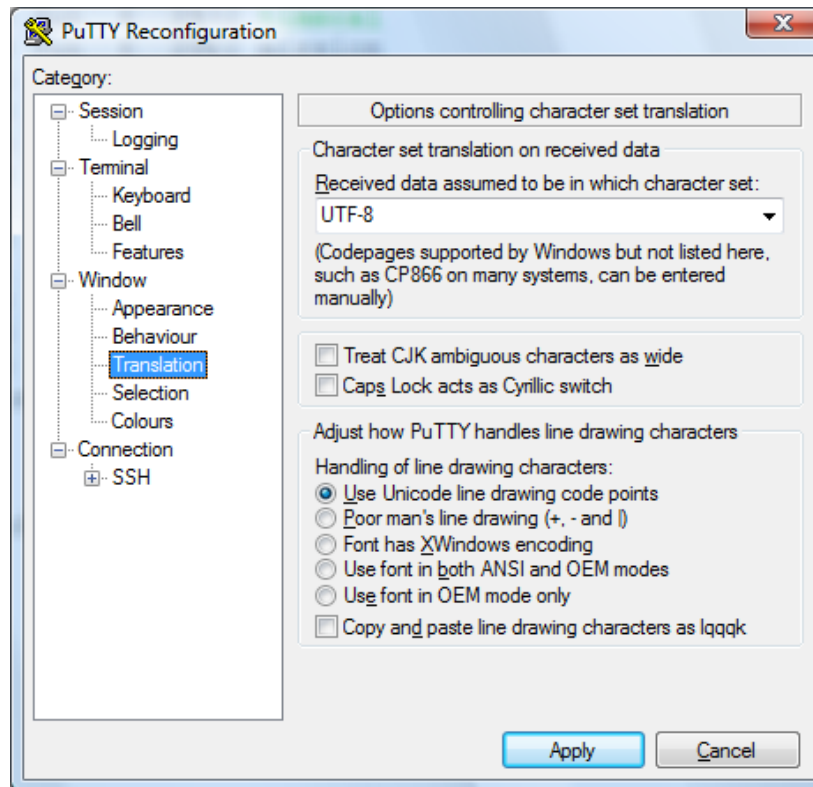 PuTTY Reconfiguration
Category:
Session
Logging
Terminal
Keyboard
Bell
Features
Window
Appearance
Behaviour
Translation
Selection
Colours
Connection
SSH
Options controlling character set translation
Character set translation on received data
Received data assumed to be in which character set:
UTF-8
(Codepages supported by Windows but not listed here,
such as CP866 on many systems, can be entered
manually)
Treat CJK ambiguous characters as wide
Caps Lock acts as Cyrillic switch
Adjust how PuTTY handles line drawing characters
Handling of line drawing characters:
Use Unicode line drawing code points
Poor man's line drawing (+, - and |)
Font has XWindows encoding
Use font in both ANSI and OEM modes
Use font in OEM mode only
Copy and paste line drawing characters as lqqqk
Apply
Cancel